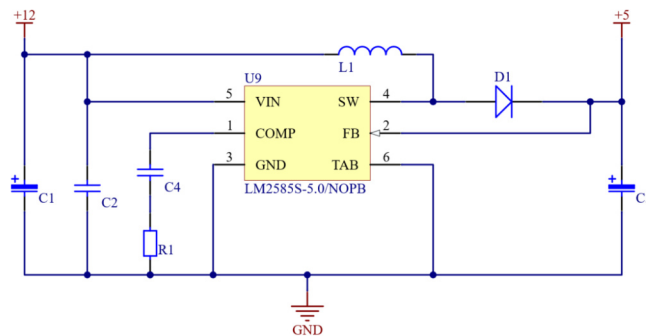 +12
+5
L1
U9
D1
5
VIN
SW
4
1
COMP
FB
2
3
GND
TAB
6
C1
C2
C4
R1
LM2585S-5.0/NOPB
C
GND